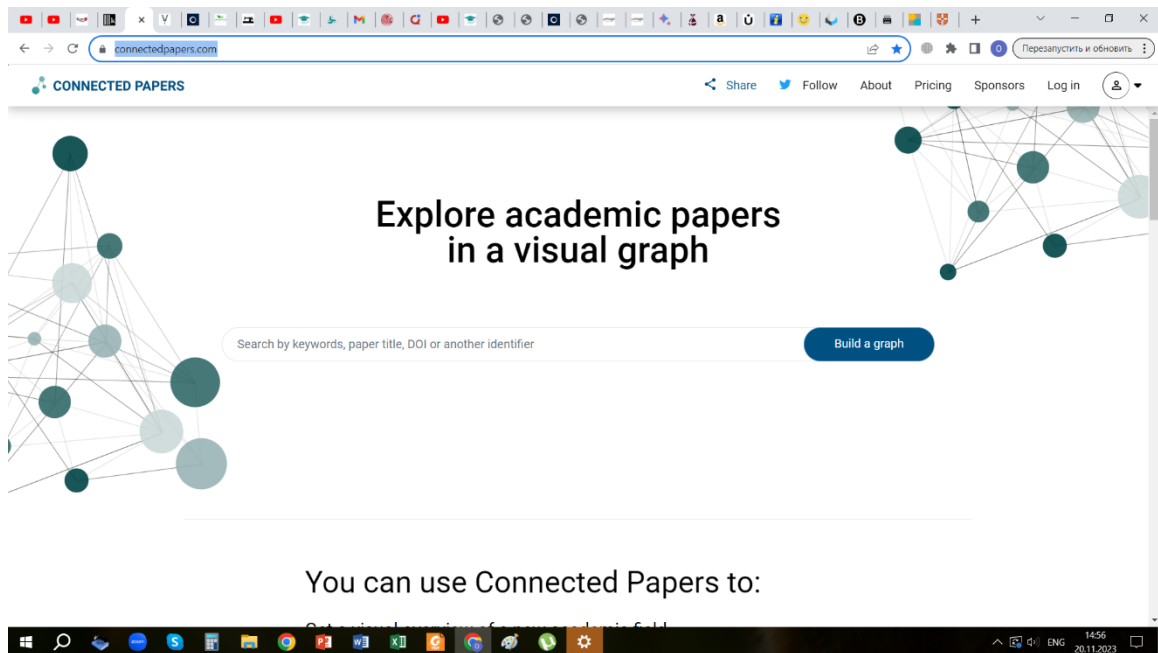 connectedpapers.com
Перезапустить и обновить
CONNECTED PAPERS
Share Follow About Pricing Sponsors Log in
Explore academic papers
in a visual graph
Search by keywords, paper title, DOI or another identifier
Build a graph
You can use Connected Papers to:
ENG
14:56
20.11.2023